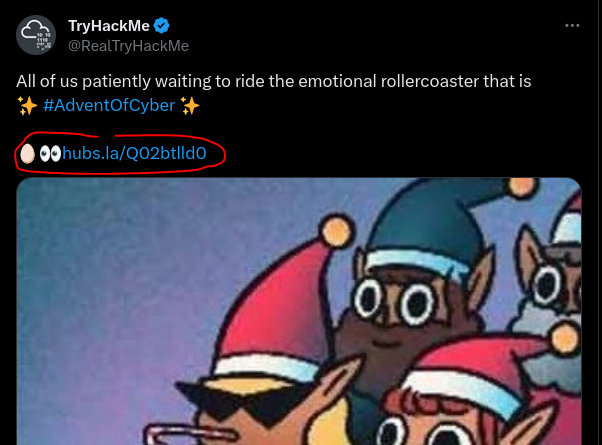 TryHackMe
@RealTryHackMe
All of us patiently waiting to ride the emotional rollercoaster that is
✨ #AdventOfCyber ✨
🥚👀hubs.la/Q02btlld0